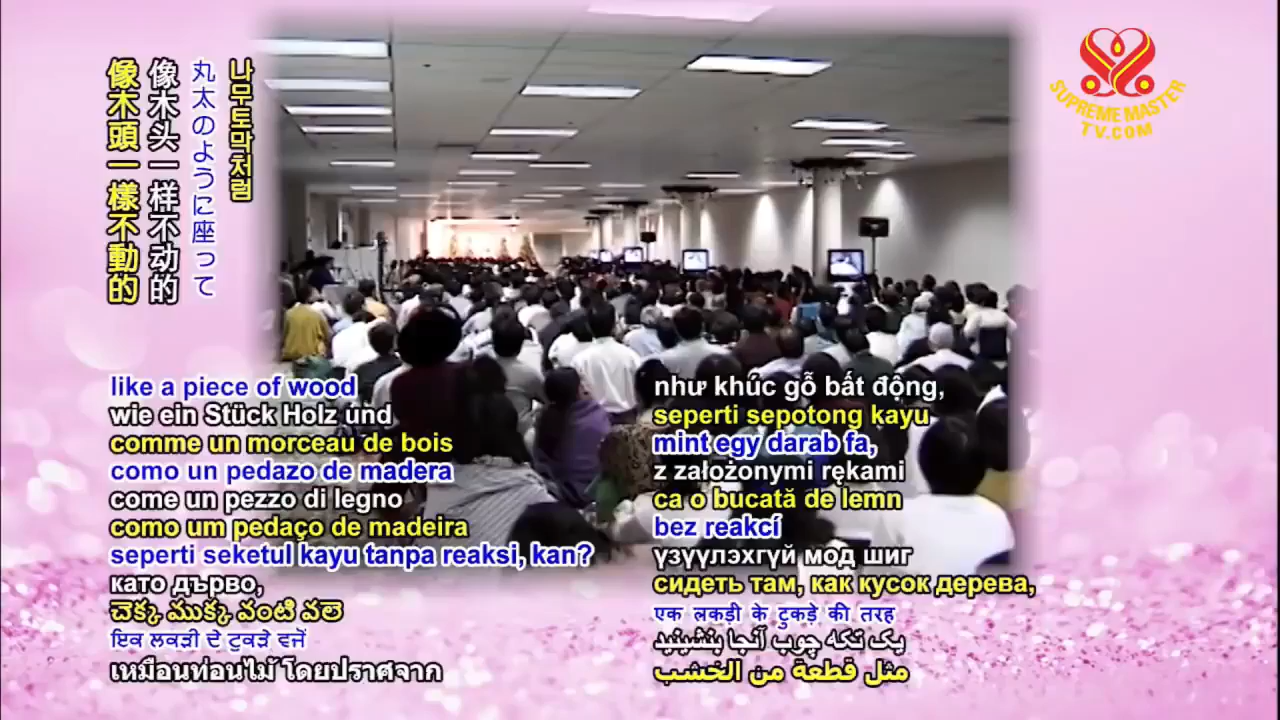 나무토막처럼
丸太のように座って
像木头一样不动的
像木頭一樣不動的
SUPREME MASTER
TV.COM
like a piece of wood
wie ein Stück Holz und
comme un morceau de bois
como un pedazo de madera
come un pezzo di legno
como um pedaço de madeira
seperti seketul kayu tanpa reaksi, kan?
като дърво,
చెక్క ముక్క వంటి వలె
ਇਕ ਲਕੜੀ ਦੇ ਟੁਕੜੇ ਵਜੋਂ
เหมือนท่อนไม้ โดยปราศจาก
như khúc gỗ bất động,
seperti sepotong kayu
mint egy darab fa,
z założonymi rękami
ca o bucată de lemn
bez reakcí
үзүүлэхгүй мод шиг
сидеть там, как кусок дерева,
एक लकड़ी के टुकड़े की तरह
یک تکه چوب آنجا بنشینید
مثل قطعة من الخشب